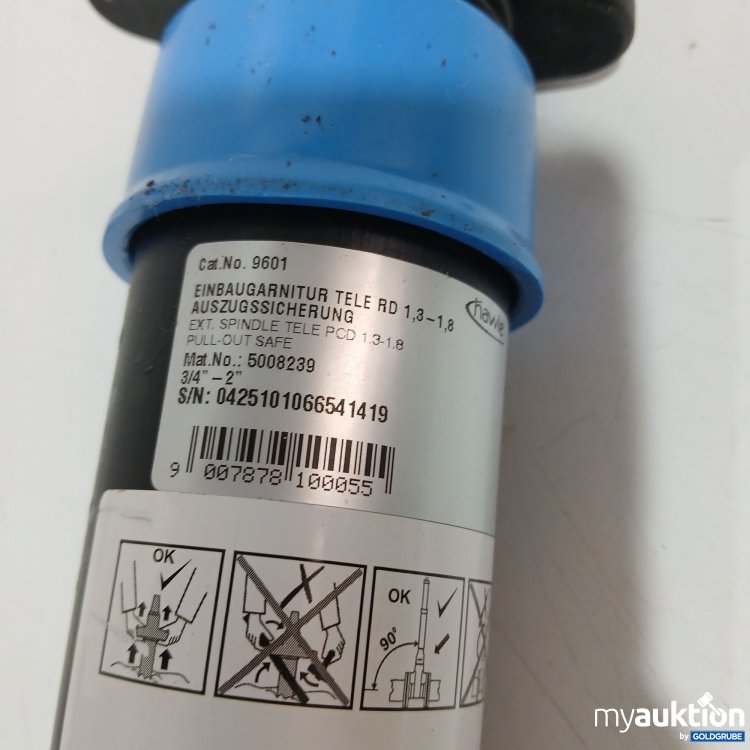 Cat.No. 9601
EINBAUGARNITUR TELE RD 1,3–1,8
AUSZUGSSICHERUNG
hawle
EXT. SPINDLE TELE PCD 1.3-1.8
PULL-OUT SAFE
Mat.No.: 5008239
3/4" – 2"
S/N: 0425101066541419
9 007878 100055
OK
OK
90°
myauktion
by GOLDGRUBE